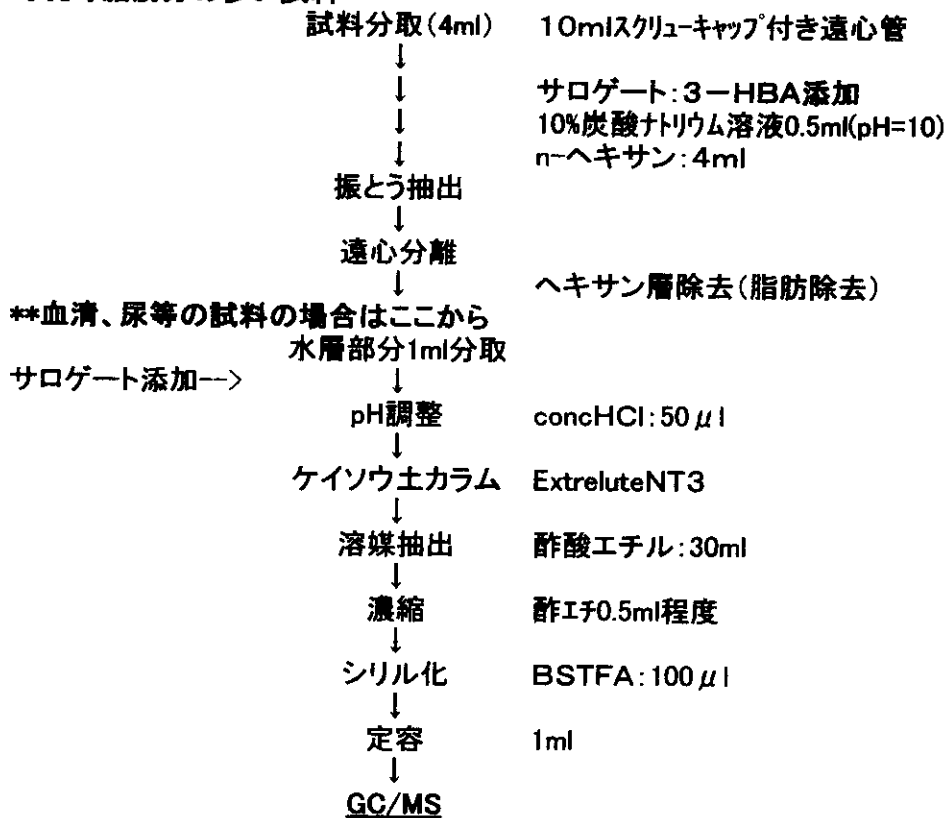 試料分取(4ml) 10mlスクリューキャップ付き遠心管
↓
↓ サロゲート:3-HBA添加
↓ 10%炭酸ナトリウム溶液0.5ml(pH=10)
↓ n-ヘキサン:4ml
振とう抽出
↓
遠心分離
↓ ヘキサン層除去(脂肪除去)
**血清、尿等の試料の場合はここから
水層部分1ml分取
サロゲート添加--> ↓
pH調整 concHCl:50μl
↓
ケイソウ土カラム ExtreluteNT3
↓
溶媒抽出 酢酸エチル:30ml
↓
濃縮 酢エチ0.5ml程度
↓
シリル化 BSTFA:100μl
↓
定容 1ml
↓
GC/MS